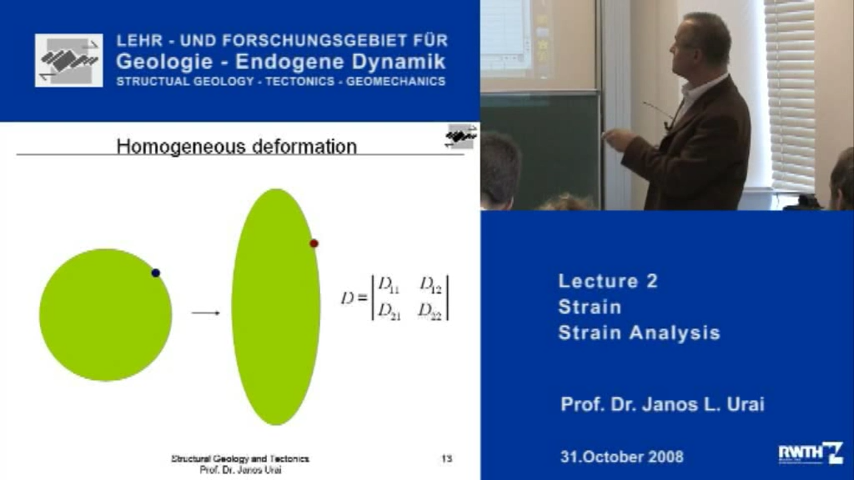 LEHR - UND FORSCHUNGSGEBIET FÜR
Geologie - Endogene Dynamik
STRUCTUAL GEOLOGY - TECTONICS - GEOMECHANICS
Homogeneous deformation
D = | D11 D12 |
| D21 D22 |
Structural Geology and Tectonics
Prof. Dr. Janos Urai
13
Lecture 2
Strain
Strain Analysis
Prof. Dr. Janos L. Urai
31.October 2008
RWTH